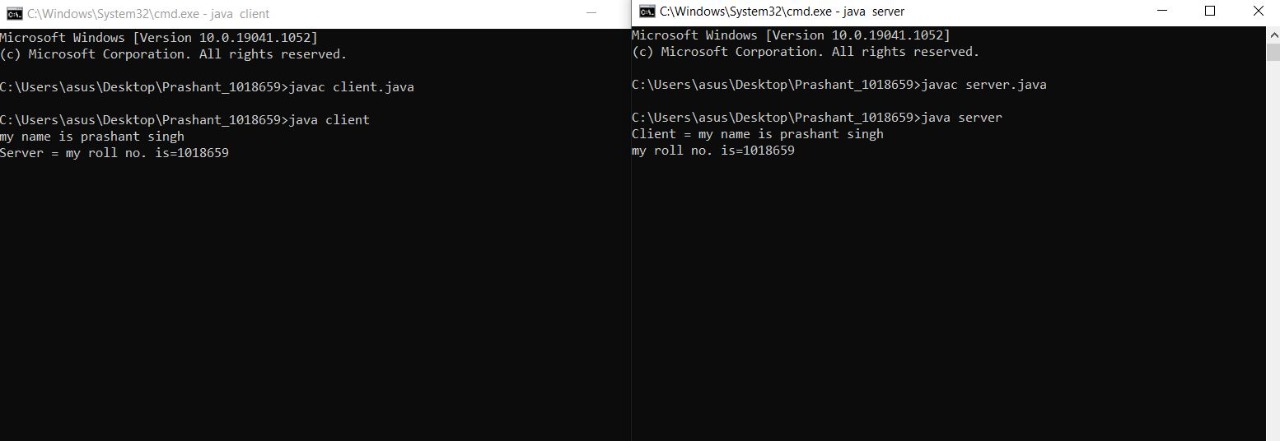 C:\Windows\System32\cmd.exe - java  client
Microsoft Windows [Version 10.0.19041.1052]
(c) Microsoft Corporation. All rights reserved.
C:\Users\asus\Desktop\Prashant_1018659>javac client.java
C:\Users\asus\Desktop\Prashant_1018659>java client
my name is prashant singh
Server = my roll no. is=1018659
C:\Windows\System32\cmd.exe - java  server
Microsoft Windows [Version 10.0.19041.1052]
(c) Microsoft Corporation. All rights reserved.
C:\Users\asus\Desktop\Prashant_1018659>javac server.java
C:\Users\asus\Desktop\Prashant_1018659>java server
Client = my name is prashant singh
my roll no. is=1018659